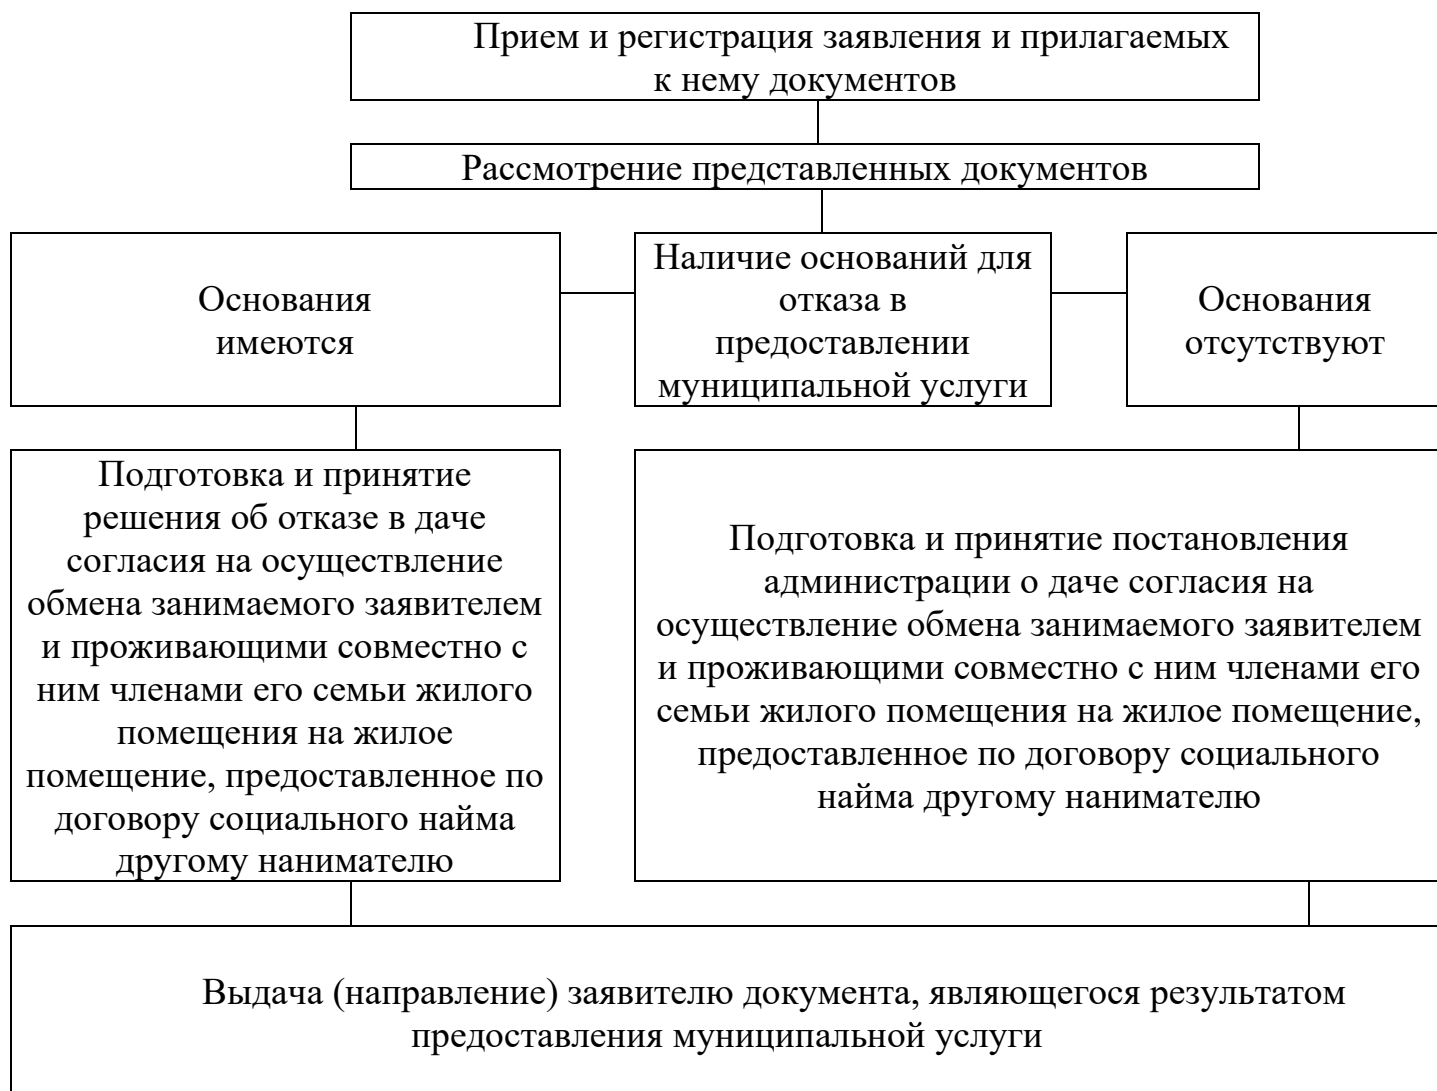 Прием и регистрация заявления и прилагаемых
к нему документов
Рассмотрение представленных документов
Основания
имеются
Наличие оснований для
отказа в
предоставлении
муниципальной услуги
Основания
отсутствуют
Подготовка и принятие
решения об отказе в даче
согласия на осуществление
обмена занимаемого заявителем
и проживающими совместно с
ним членами его семьи жилого
помещения на жилое
помещение, предоставленное по
договору социального найма
другому нанимателю
Подготовка и принятие постановления
администрации о даче согласия на
осуществление обмена занимаемого заявителем
и проживающими совместно с ним членами его
семьи жилого помещения на жилое помещение,
предоставленное по договору социального
найма другому нанимателю
Выдача (направление) заявителю документа, являющегося результатом
предоставления муниципальной услуги